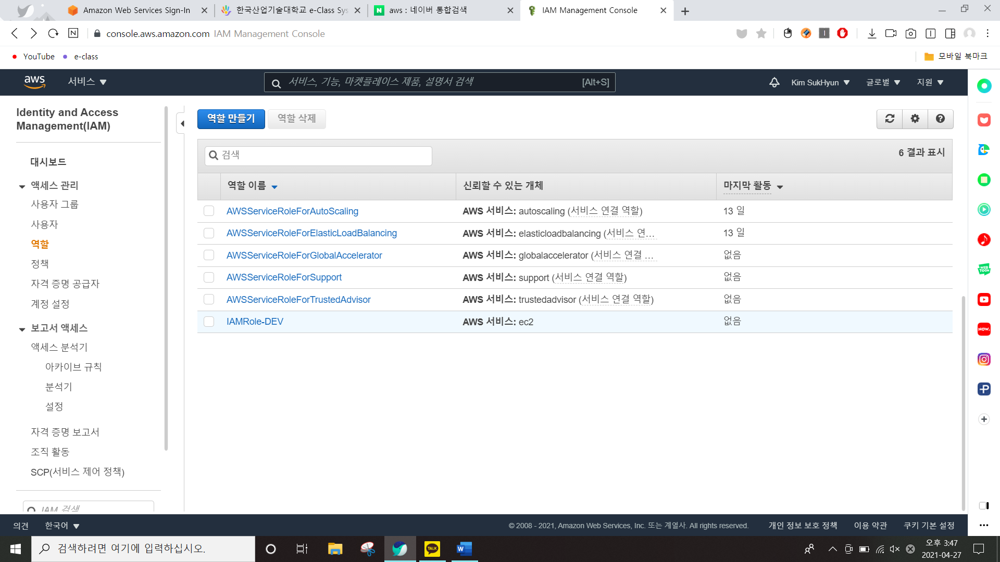 Amazon Web Services Sign-In
한국산업기술대학교 e-Class Sys
N aws : 네이버 통합검색
IAM Management Console
N console.aws.amazon.com IAM Management Console
YouTube e-class 모바일 북마크
aws 서비스 서비스, 기능, 마켓플레이스 제품, 설명서 검색 [Alt+S] Kim SukHyun 글로벌 지원
Identity and Access
Management(IAM)
대시보드
액세스 관리
사용자 그룹
사용자
역할
정책
자격 증명 공급자
계정 설정
보고서 액세스
액세스 분석기
아카이브 규칙
분석기
설정
자격 증명 보고서
조직 활동
SCP(서비스 제어 정책)
IAM 검색
역할 만들기 역할 삭제
검색 6 결과 표시
역할 이름 신뢰할 수 있는 개체 마지막 활동
AWSServiceRoleForAutoScaling AWS 서비스: autoscaling (서비스 연결 역할) 13 일
AWSServiceRoleForElasticLoadBalancing AWS 서비스: elasticloadbalancing (서비스 연… 13 일
AWSServiceRoleForGlobalAccelerator AWS 서비스: globalaccelerator (서비스 연결 … 없음
AWSServiceRoleForSupport AWS 서비스: support (서비스 연결 역할) 없음
AWSServiceRoleForTrustedAdvisor AWS 서비스: trustedadvisor (서비스 연결 역할) 없음
IAMRole-DEV AWS 서비스: ec2 없음
WEB
TOON
NOW.
의견 한국어 © 2008 - 2021, Amazon Web Services, Inc. 또는 계열사. All rights reserved. 개인 정보 보호 정책 이용 약관 쿠키 기본 설정
검색하려면 여기에 입력하십시오.
TALK
W
오후 3:47
2021-04-27